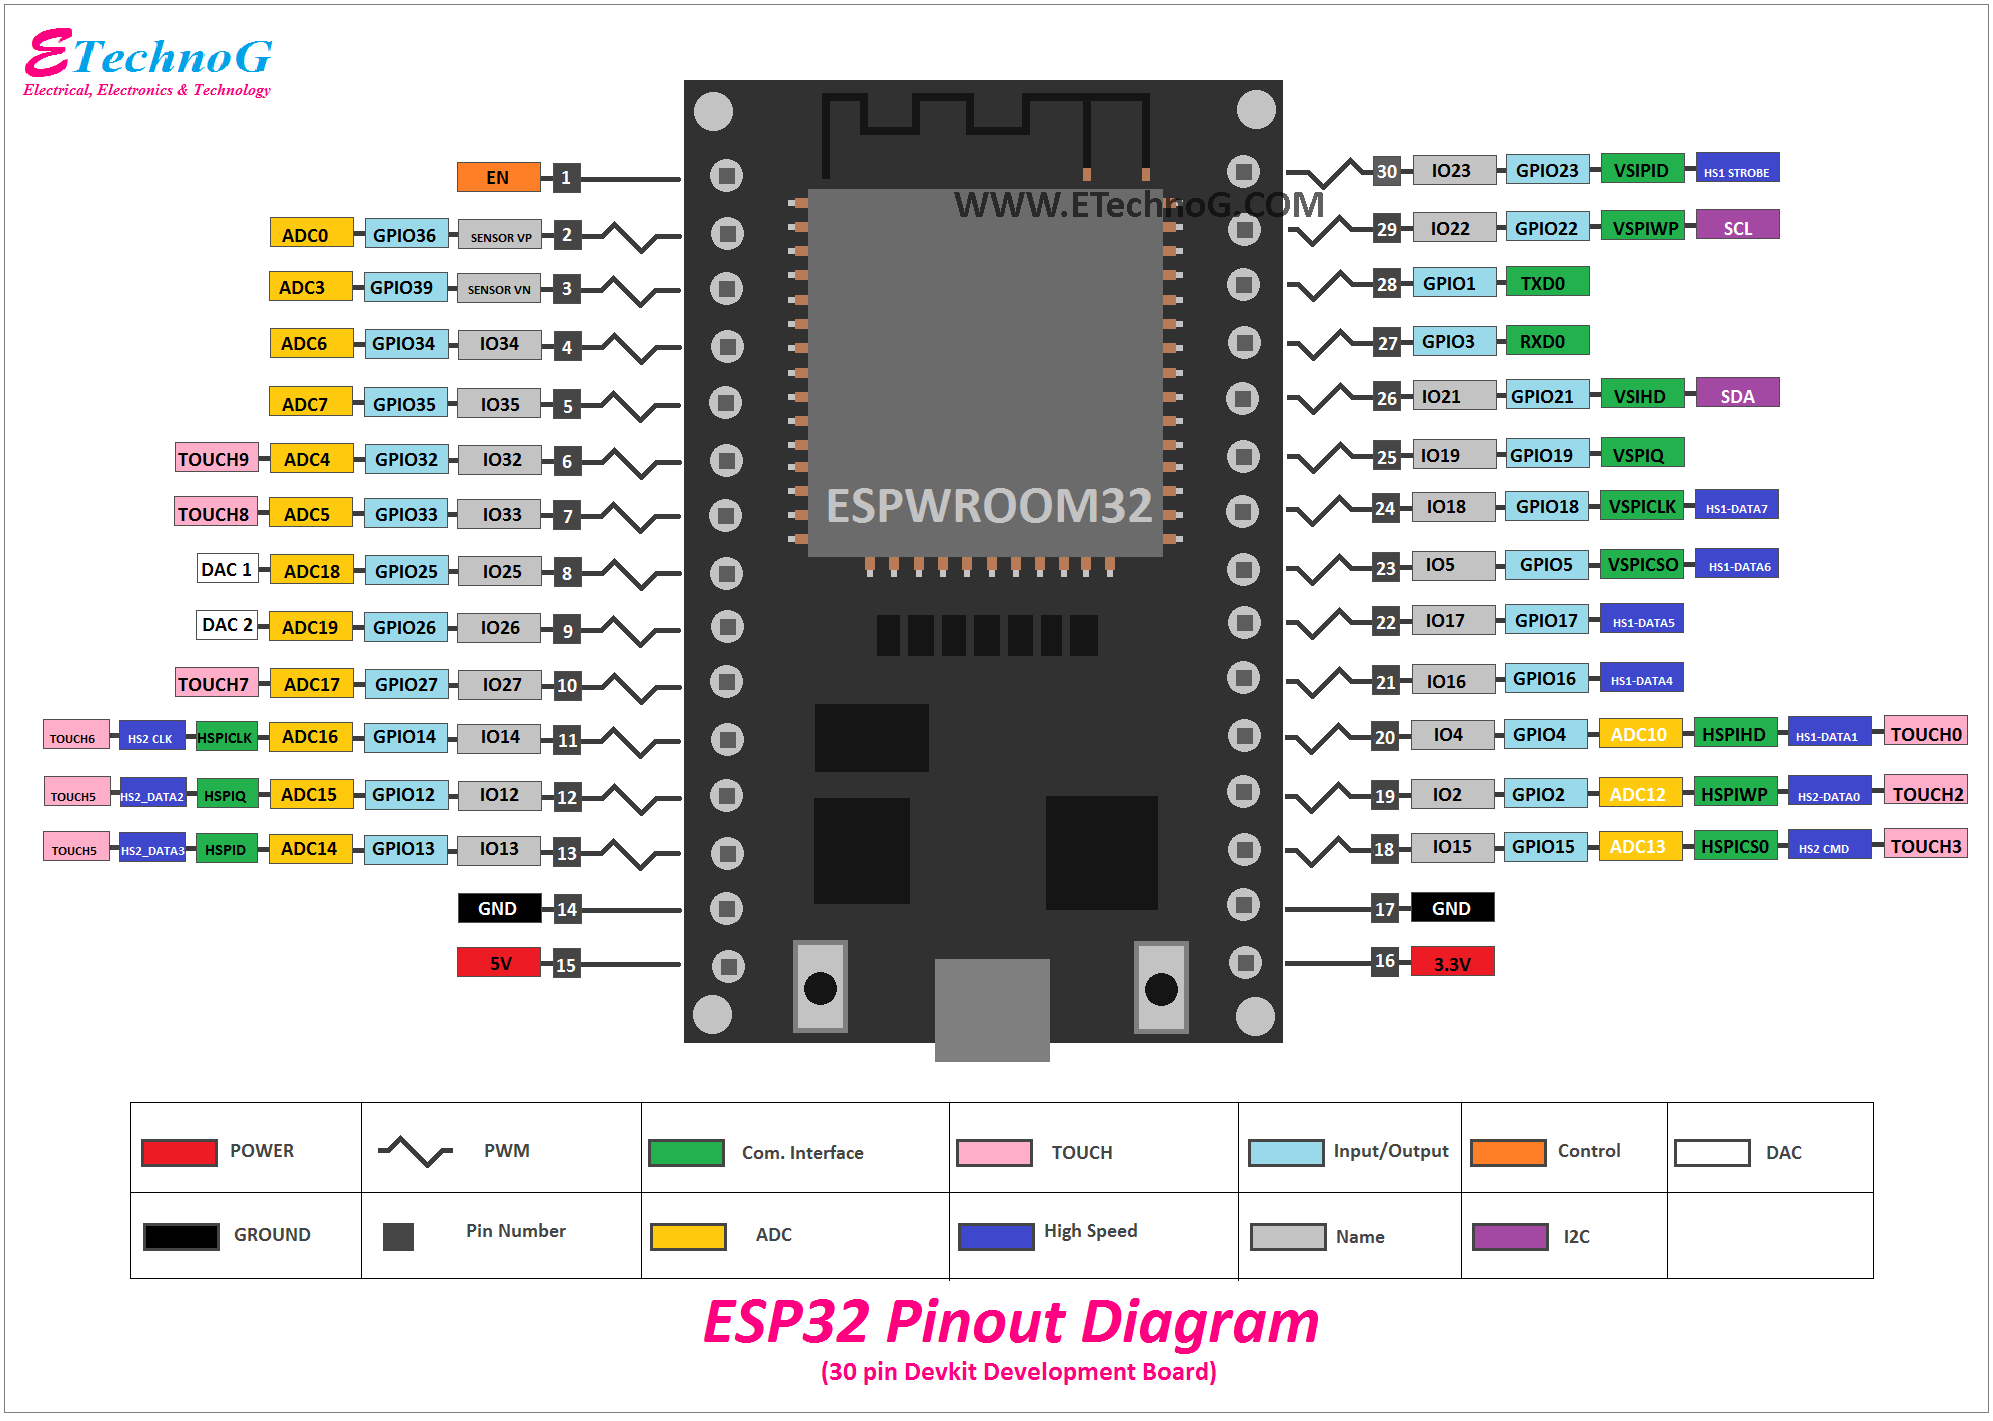 ETechnoG
Electrical, Electronics & Technology
WWW.ETechnoG.COM
EN 1
ADC0 GPIO36 SENSOR VP 2
ADC3 GPIO39 SENSOR VN 3
ADC6 GPIO34 IO34 4
ADC7 GPIO35 IO35 5
TOUCH9 ADC4 GPIO32 IO32 6
TOUCH8 ADC5 GPIO33 IO33 7
DAC 1 ADC18 GPIO25 IO25 8
DAC 2 ADC19 GPIO26 IO26 9
TOUCH7 ADC17 GPIO27 IO27 10
TOUCH6 HS2 CLK HSPICLK ADC16 GPIO14 IO14 11
TOUCH5 HS2_DATA2 HSPIQ ADC15 GPIO12 IO12 12
TOUCH5 HS2_DATA3 HSPID ADC14 GPIO13 IO13 13
GND 14
5V 15
ESPWROOM32
30 IO23 GPIO23 VSIPID HS1 STROBE
29 IO22 GPIO22 VSPIWP SCL
28 GPIO1 TXD0
27 GPIO3 RXD0
26 IO21 GPIO21 VSIHD SDA
25 IO19 GPIO19 VSPIQ
24 IO18 GPIO18 VSPICLK HS1-DATA7
23 IO5 GPIO5 VSPICSO HS1-DATA6
22 IO17 GPIO17 HS1-DATA5
21 IO16 GPIO16 HS1-DATA4
20 IO4 GPIO4 ADC10 HSPIHD HS1-DATA1 TOUCH0
19 IO2 GPIO2 ADC12 HSPIWP HS2-DATA0 TOUCH2
18 IO15 GPIO15 ADC13 HSPICS0 HS2 CMD TOUCH3
17 GND
16 3.3V
POWER PWM Com. Interface TOUCH Input/Output Control DAC
GROUND Pin Number ADC High Speed Name I2C
ESP32 Pinout Diagram
(30 pin Devkit Development Board)